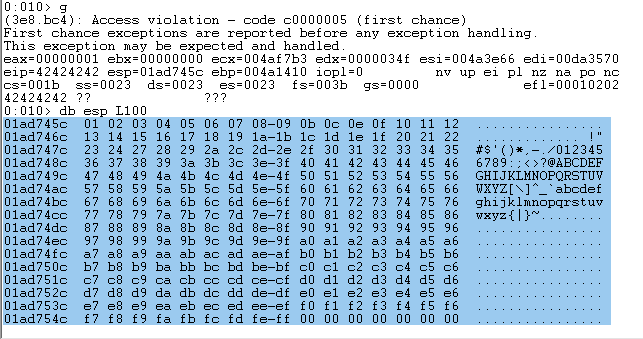 0:010> g
(3e8.bc4): Access violation - code c0000005 (first chance)
First chance exceptions are reported before any exception handling.
This exception may be expected and handled.
eax=00000001 ebx=00000000 ecx=004af7b3 edx=0000034f esi=004a3e66 edi=00da3570
eip=42424242 esp=01ad745c ebp=004a1410 iopl=0 nv up ei pl nz na po nc
cs=001b ss=0023 ds=0023 es=0023 fs=003b gs=0000 efl=00010202
42424242 ?? ???
0:010> db esp L100
01ad745c 01 02 03 04 05 06 07 08-09 0b 0c 0e 0f 10 11 12 ................
01ad746c 13 14 15 16 17 18 19 1a-1b 1c 1d 1e 1f 20 21 22 ............. !"
01ad747c 23 24 27 28 29 2a 2c 2d-2e 2f 30 31 32 33 34 35 #$'()*,-./012345
01ad748c 36 37 38 39 3a 3b 3c 3e-3f 40 41 42 43 44 45 46 6789:;<>?@ABCDEF
01ad749c 47 48 49 4a 4b 4c 4d 4e-4f 50 51 52 53 54 55 56 GHIJKLMNOPQRSTUV
01ad74ac 57 58 59 5a 5b 5c 5d 5e-5f 60 61 62 63 64 65 66 WXYZ[\]^_`abcdef
01ad74bc 67 68 69 6a 6b 6c 6d 6e-6f 70 71 72 73 74 75 76 ghijklmnopqrstuv
01ad74cc 77 78 79 7a 7b 7c 7d 7e-7f 80 81 82 83 84 85 86 wxyz{|}~........
01ad74dc 87 88 89 8a 8b 8c 8d 8e-8f 90 91 92 93 94 95 96 ................
01ad74ec 97 98 99 9a 9b 9c 9d 9e-9f a0 a1 a2 a3 a4 a5 a6 ................
01ad74fc a7 a8 a9 aa ab ac ad ae-af b0 b1 b2 b3 b4 b5 b6 ................
01ad750c b7 b8 b9 ba bb bc bd be-bf c0 c1 c2 c3 c4 c5 c6 ................
01ad751c c7 c8 c9 ca cb cc cd ce-cf d0 d1 d2 d3 d4 d5 d6 ................
01ad752c d7 d8 d9 da db dc dd de-df e0 e1 e2 e3 e4 e5 e6 ................
01ad753c e7 e8 e9 ea eb ec ed ee-ef f0 f1 f2 f3 f4 f5 f6 ................
01ad754c f7 f8 f9 fa fb fc fd fe-ff 00 00 00 00 00 00 00 ................